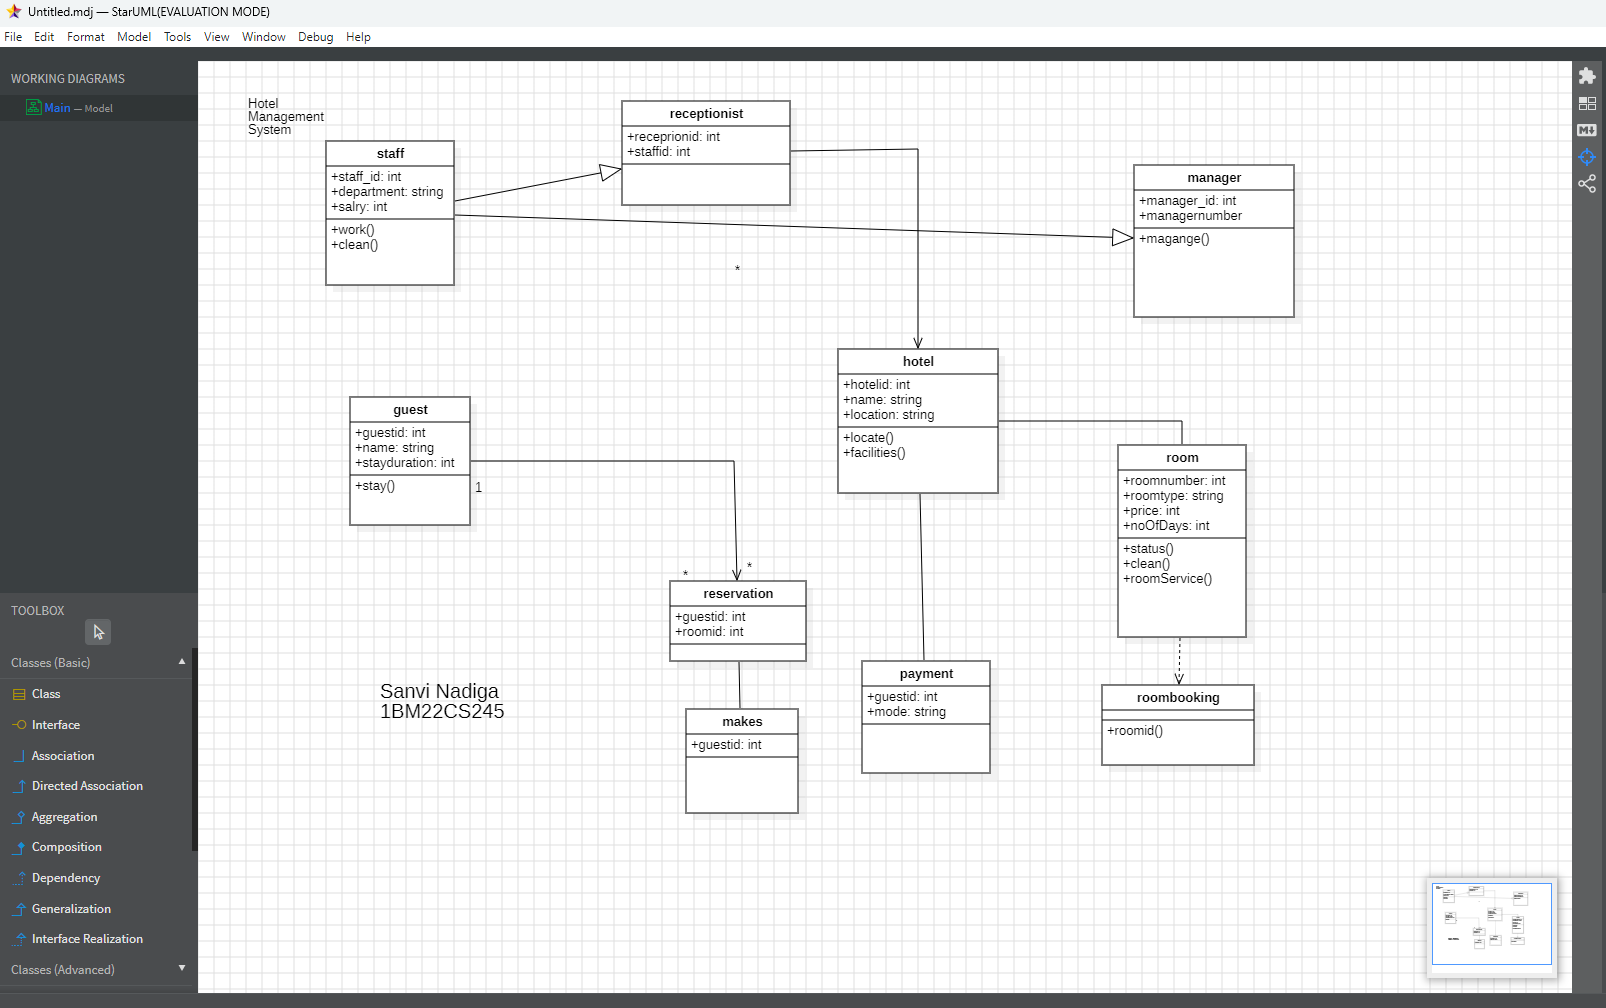 Untitled.mdj — StarUML(EVALUATION MODE)
File Edit Format Model Tools View Window Debug Help
WORKING DIAGRAMS
Main — Model
TOOLBOX
Classes (Basic)
Class
Interface
Association
Directed Association
Aggregation
Composition
Dependency
Generalization
Interface Realization
Classes (Advanced)
Hotel
Management
System
staff
+staff_id: int
+department: string
+salry: int
+work()
+clean()
receptionist
+receprionid: int
+staffid: int
manager
+manager_id: int
+managernumber
+magange()
*
hotel
+hotelid: int
+name: string
+location: string
+locate()
+facilities()
guest
+guestid: int
+name: string
+stayduration: int
+stay()
1
room
+roomnumber: int
+roomtype: string
+price: int
+noOfDays: int
+status()
+clean()
+roomService()
* *
reservation
+guestid: int
+roomid: int
payment
+guestid: int
+mode: string
roombooking
+roomid()
Sanvi Nadiga
1BM22CS245
makes
+guestid: int
M